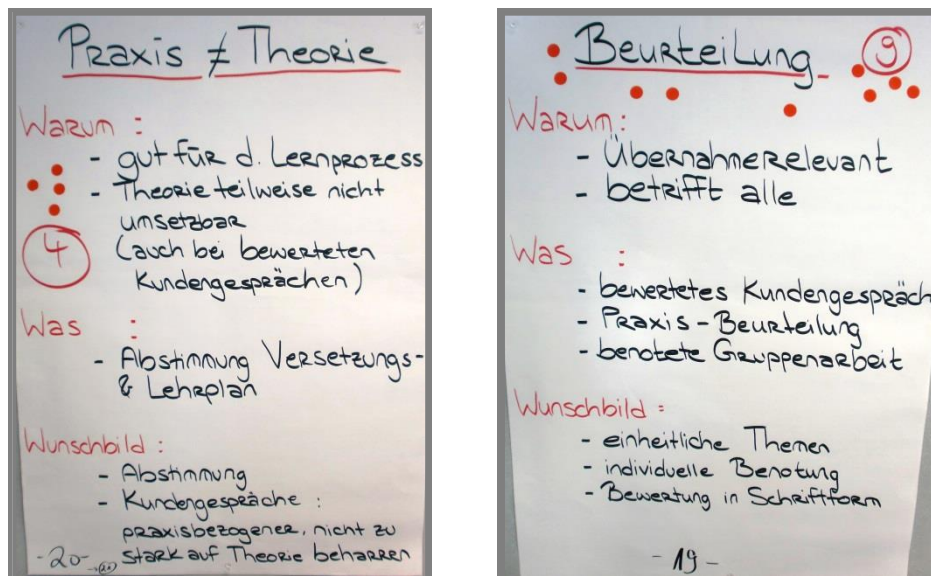 Praxis ≠ Theorie
Warum :
- gut für d. Lernprozess
- Theorie teilweise nicht
umsetzbar
(auch bei bewerteten
Kundengesprächen)
4
Was :
- Abstimmung Versetzungs-
& Lehrplan
Wunschbild :
- Abstimmung
- Kundengespräche :
praxisbezogener, nicht zu
stark auf Theorie beharren
-20-
Beurteilung 9
Warum:
- Übernahmerelevant
- betrifft alle
Was :
- bewertetes Kundengespräch
- Praxis-Beurteilung
- benotete Gruppenarbeit
Wunschbild :
- einheitliche Themen
- individuelle Benotung
- Bewertung in Schriftform
- 19 -